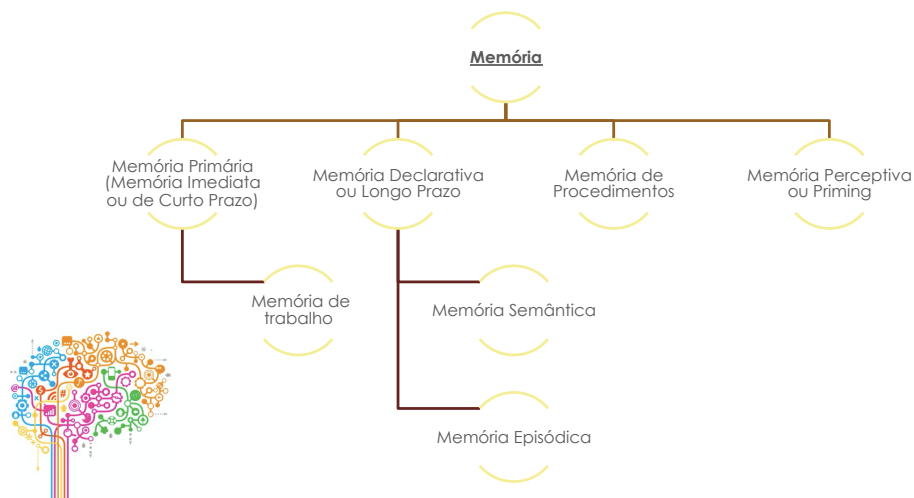 Memória
Memória Primária
(Memória Imediata
ou de Curto Prazo)
Memória Declarativa
ou Longo Prazo
Memória de
Procedimentos
Memória Perceptiva
ou Priming
Memória de
trabalho
Memória Semântica
Memória Episódica